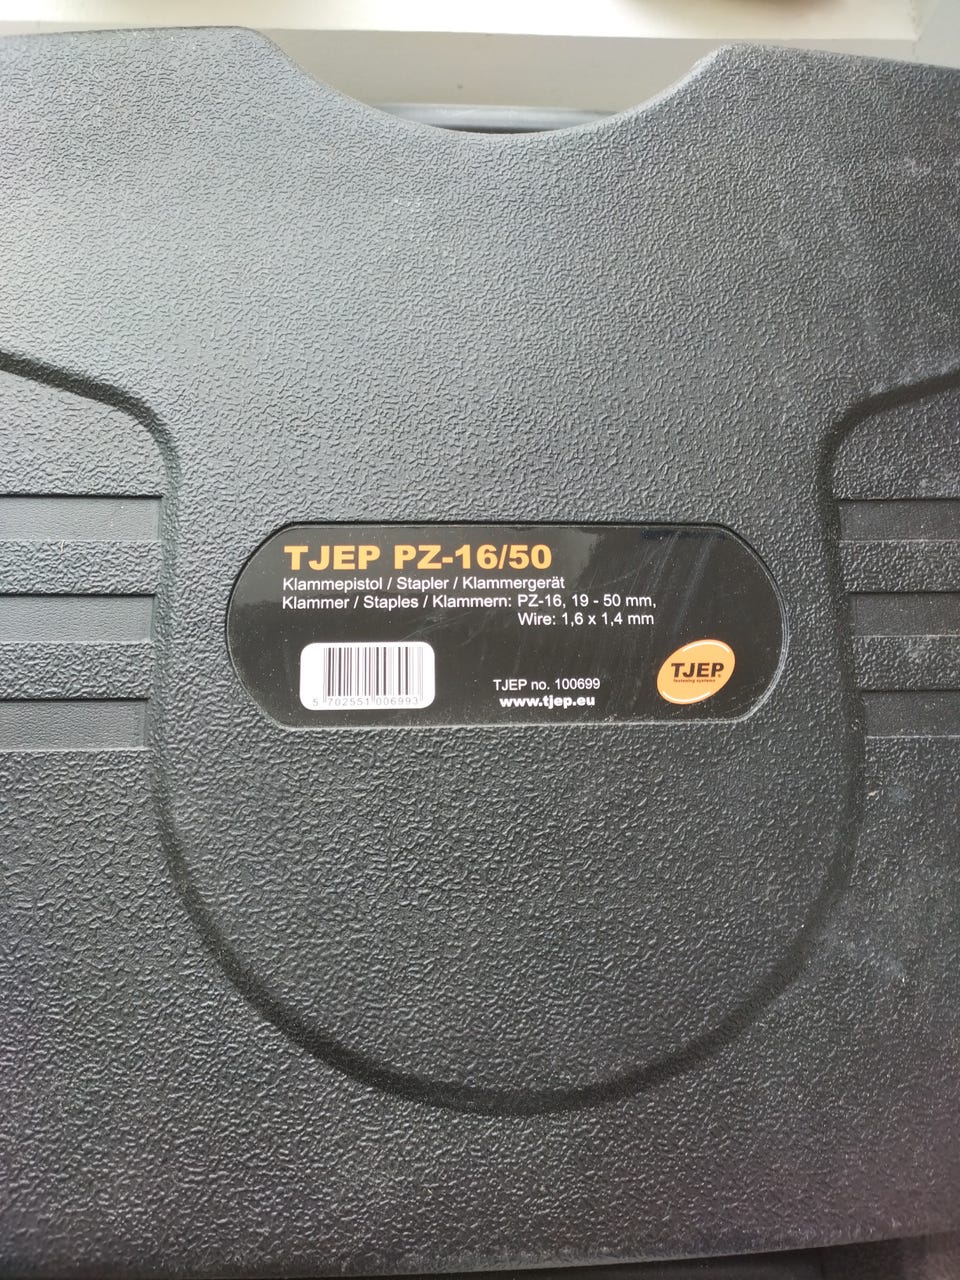 TJEP PZ-16/50
Klammepistol / Stapler / Klammergerät
Klammer / Staples / Klammern: PZ-16, 19 - 50 mm,
Wire: 1,6 x 1,4 mm
5 702551 006993
TJEP no. 100699
www.tjep.eu
TJEP®
fastening systems